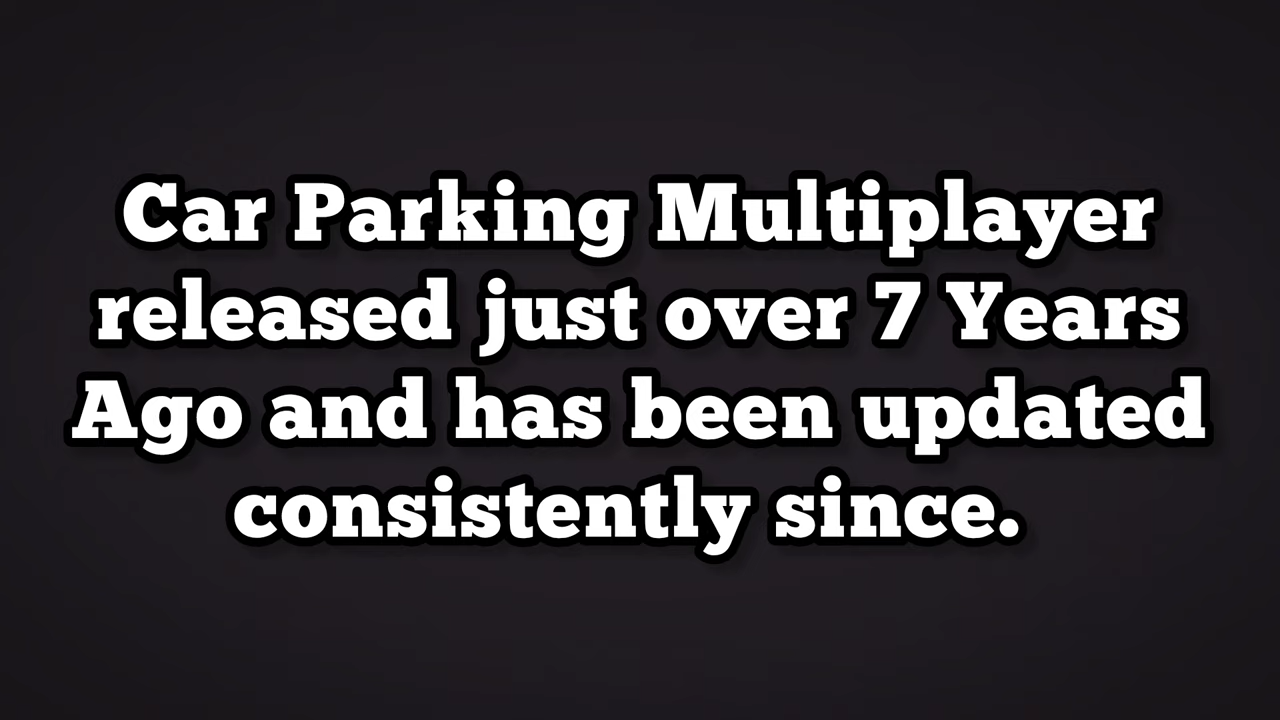 Car Parking Multiplayer
released just over 7 Years
Ago and has been updated
consistently since.